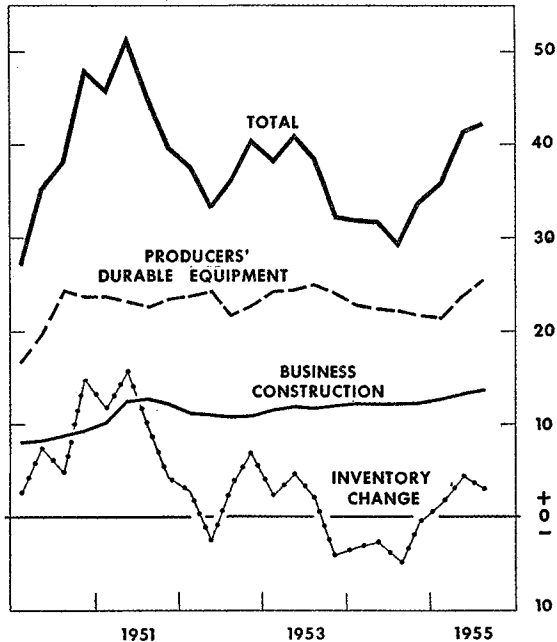 50
TOTAL
40
30
PRODUCERS'
DURABLE EQUIPMENT
20
BUSINESS
CONSTRUCTION
10
INVENTORY
CHANGE
+
0
−
10
1951 1953 1955